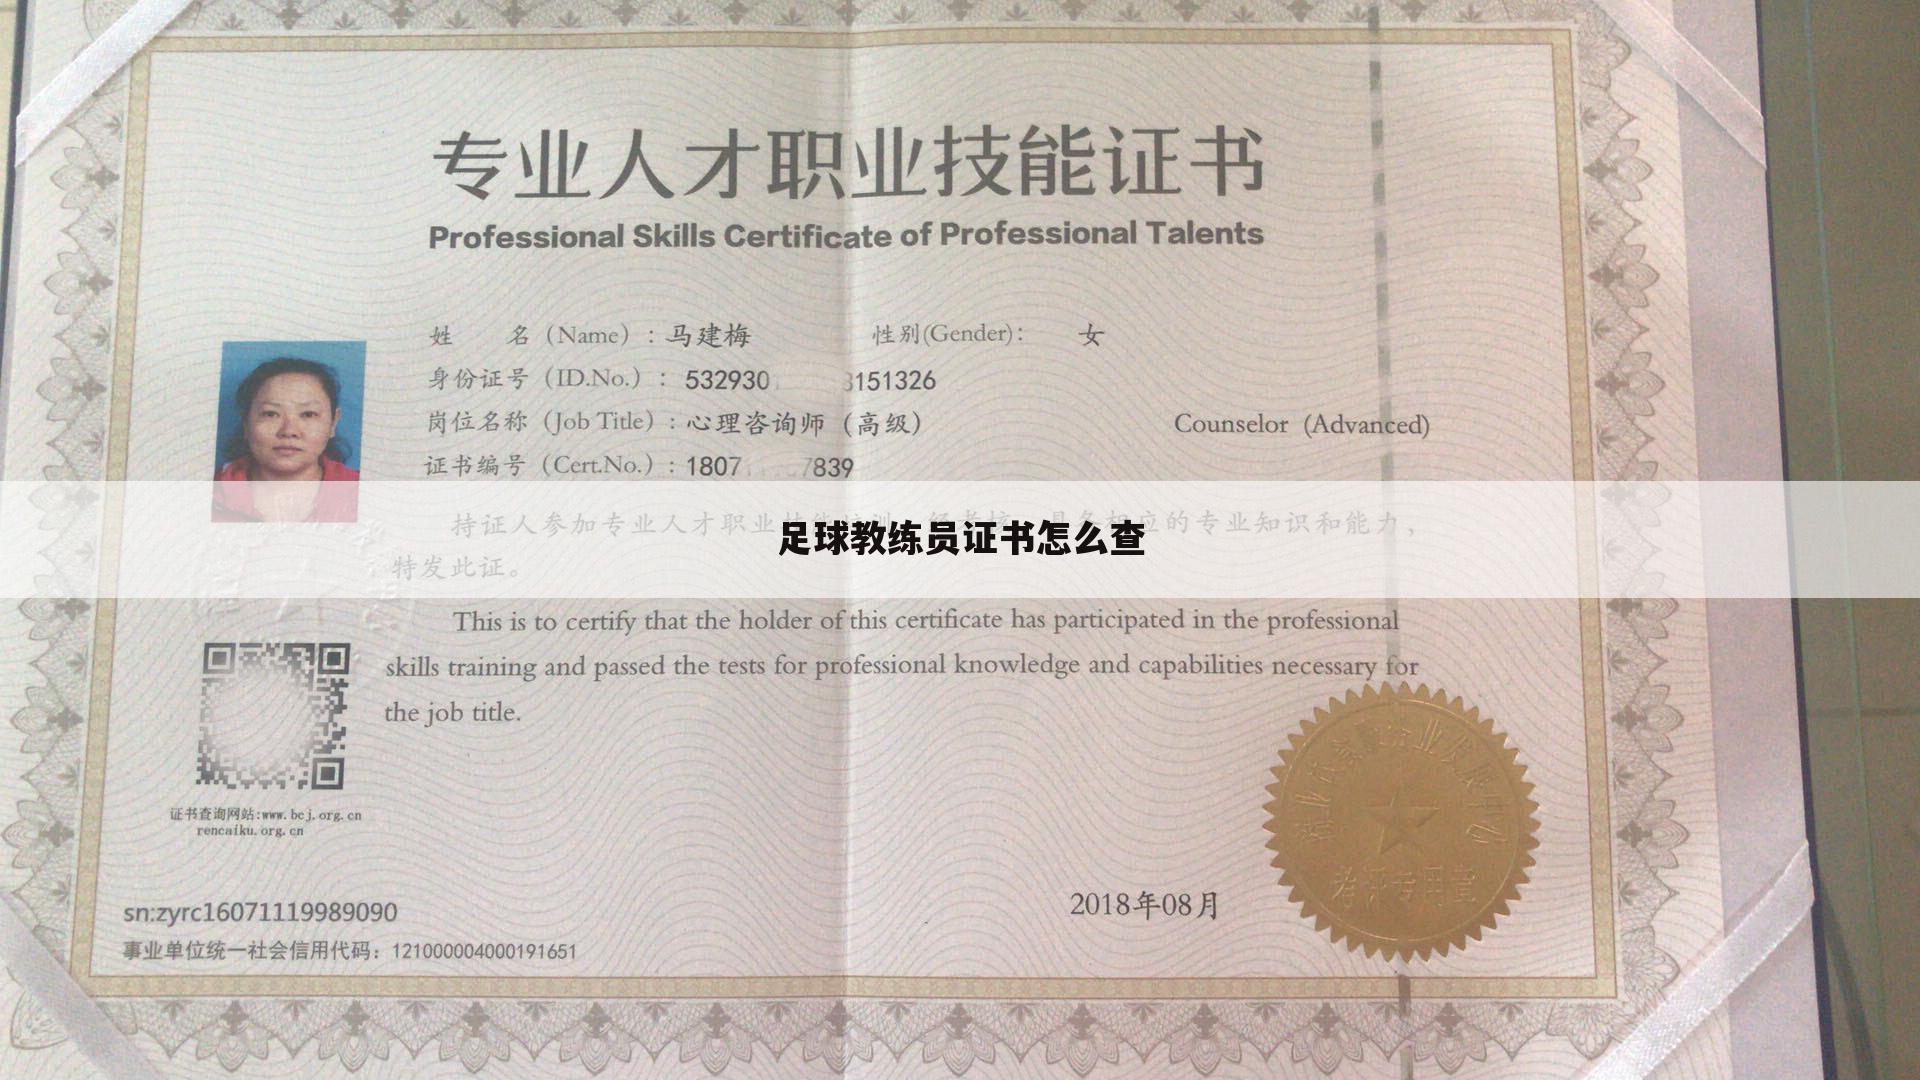 专业人才职业技能证书
Professional Skills Certificate of Professional Talents
姓 名（Name）: 马建梅 性别(Gender): 女
身份证号（ID.No.）: 532930 3151326
岗位名称（Job Title）: 心理咨询师（高级） Counselor (Advanced)
证书编号（Cert.No.）: 1807 7839
持证人参加专业人才职业 的专业知识和能力，
足球教练员证书怎么查
特发此证。
This is to certify that the holder of this certificate has participated in the professional
skills training and passed the tests for professional knowledge and capabilities necessary for
the job title.
证书查询网站:www.bcj.org.cn
rencaiku.org.cn
2018年08月
考评专用章
sn:zyrc16071119989090
事业单位统一社会信用代码：121000004000191651